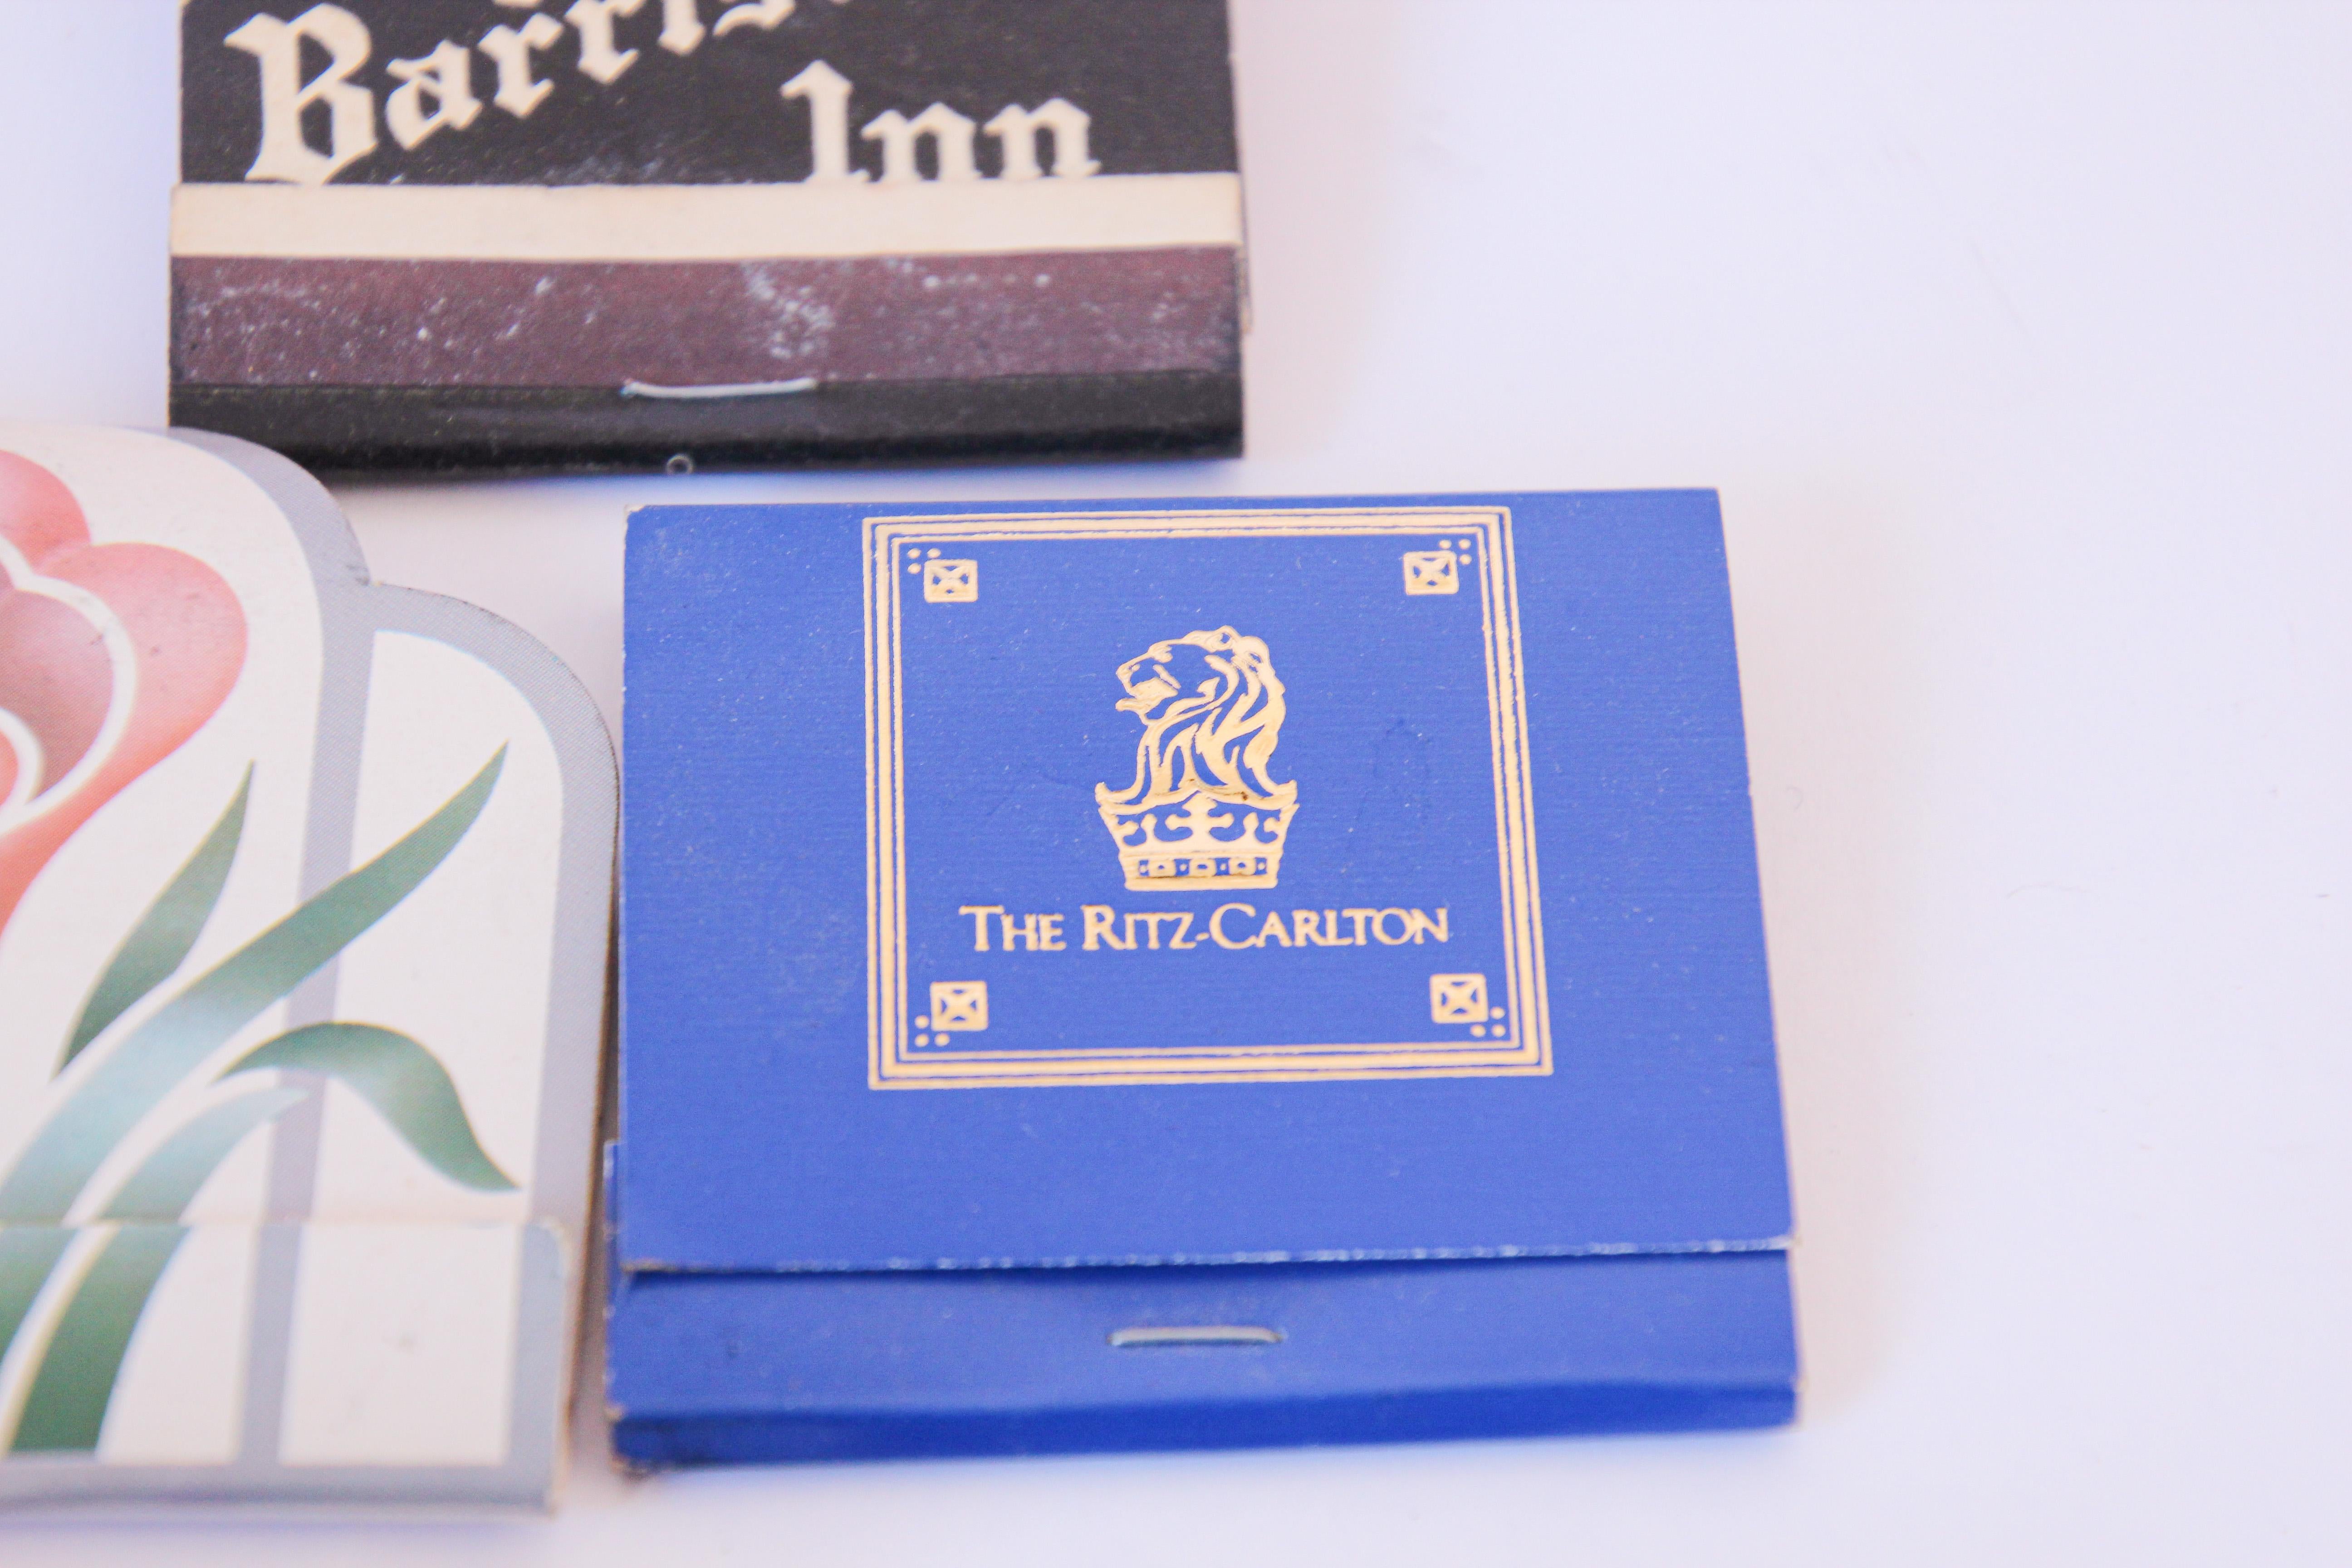 Inn
THE RITZ-CARLTON